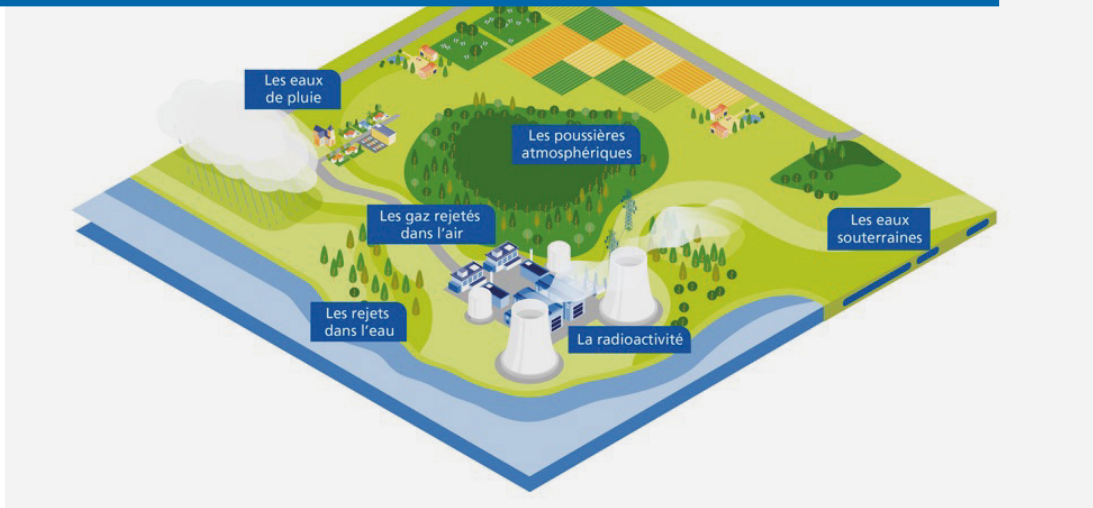 Les eaux
de pluie
Les poussières
atmosphériques
Les gaz rejetés
dans l'air
Les eaux
souterraines
Les rejets
dans l'eau
La radioactivité